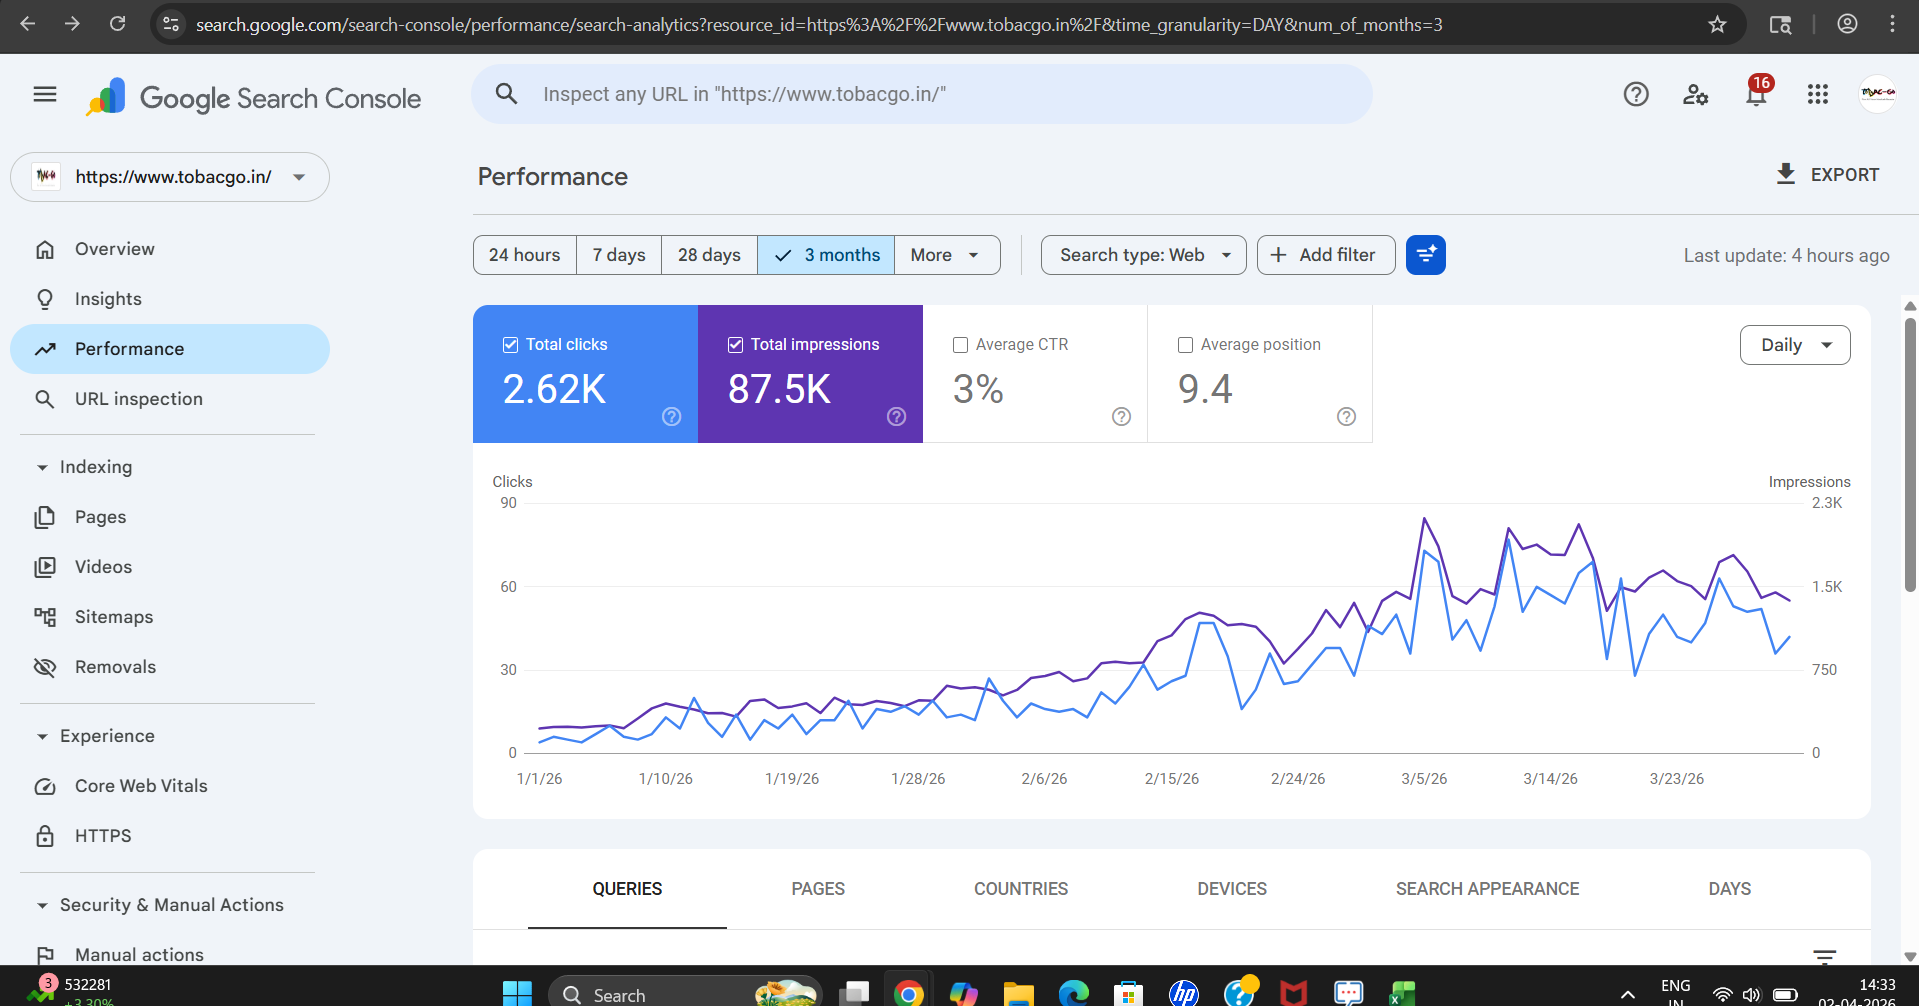 search.google.com/search-console/performance/search-analytics?resource_id=https%3A%2F%2Fwww.tobacgo.in%2F&time_granularity=DAY&num_of_months=3
Google Search Console
Inspect any URL in "https://www.tobacgo.in/"
16
https://www.tobacgo.in/
Performance
EXPORT
Overview
Insights
Performance
URL inspection
Indexing
Pages
Videos
Sitemaps
Removals
Experience
Core Web Vitals
HTTPS
Security & Manual Actions
Manual actions
24 hours
7 days
28 days
3 months
More
Search type: Web
Add filter
Last update: 4 hours ago
Total clicks
2.62K
Total impressions
87.5K
Average CTR
3%
Average position
9.4
Daily
Clicks
Impressions
90
2.3K
60
1.5K
30
750
0
0
1/1/26
1/10/26
1/19/26
1/28/26
2/6/26
2/15/26
2/24/26
3/5/26
3/14/26
3/23/26
QUERIES
PAGES
COUNTRIES
DEVICES
SEARCH APPEARANCE
DAYS
3
532281
+3.30%
Search
hp
ENG
IN
14:33
02-04-2026